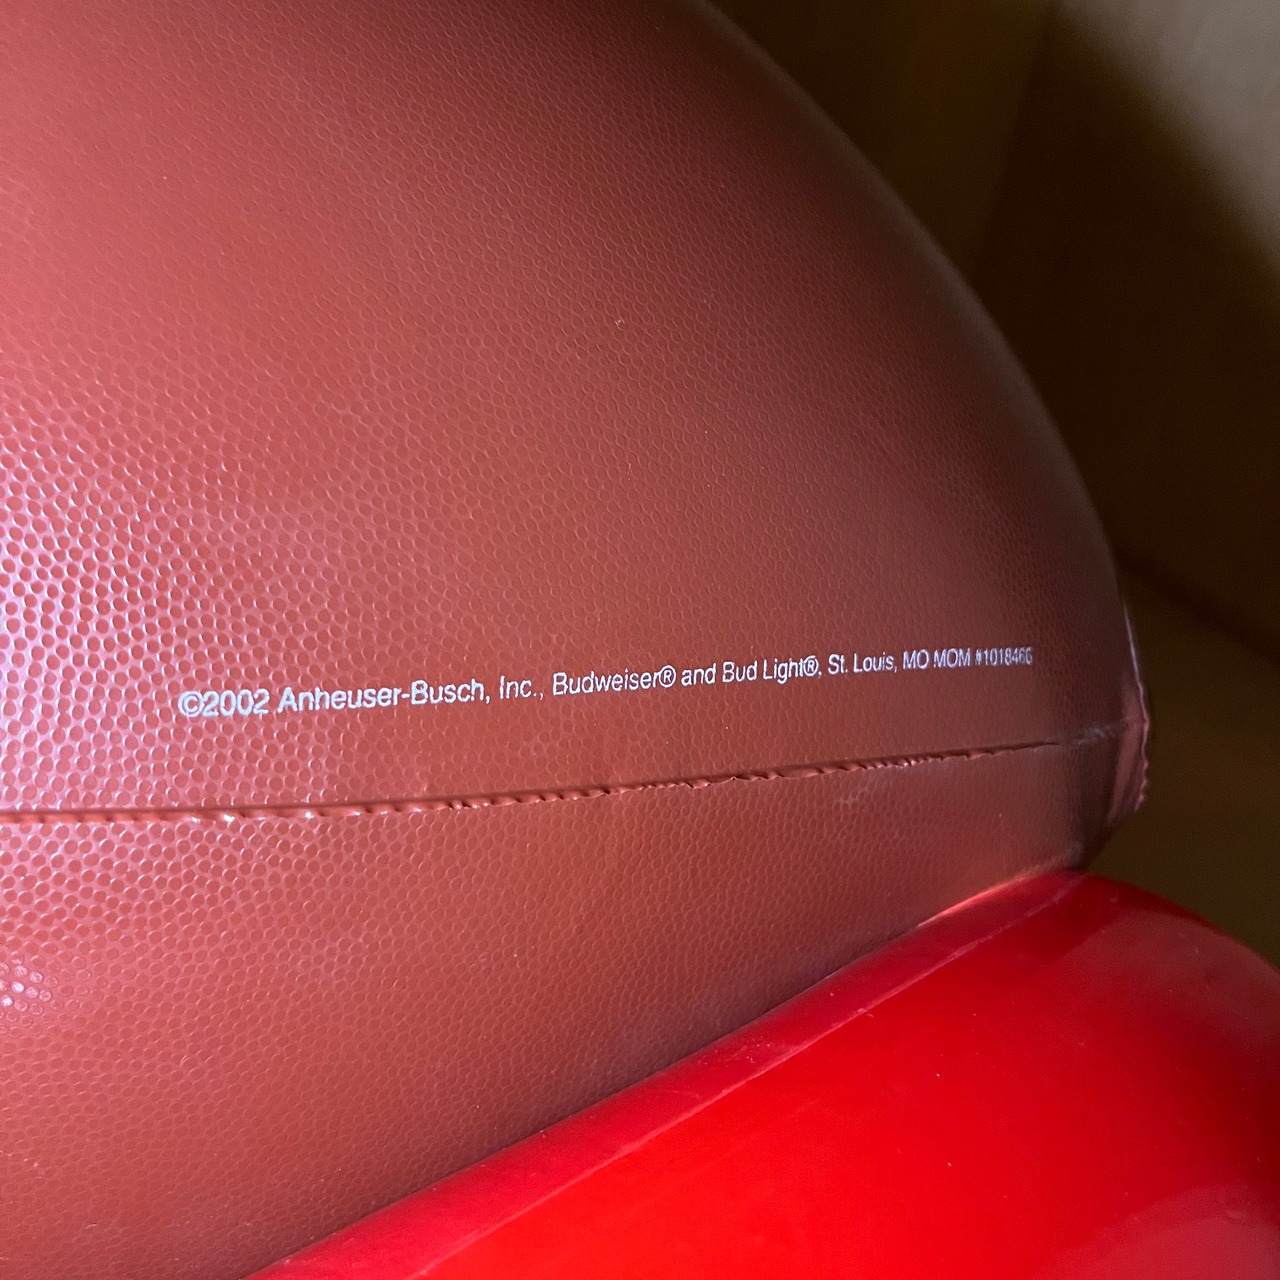 ©2002 Anheuser-Busch, Inc., Budweiser® and Bud Light®, St. Louis, MO MOM #1018466